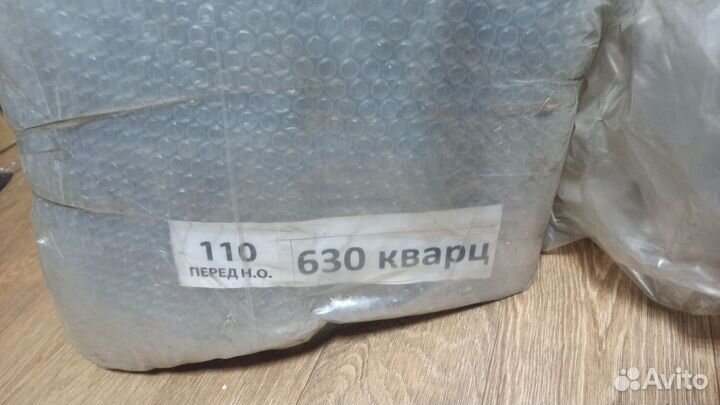 110
ПЕРЕД Н.О.
630 кварц
Avito